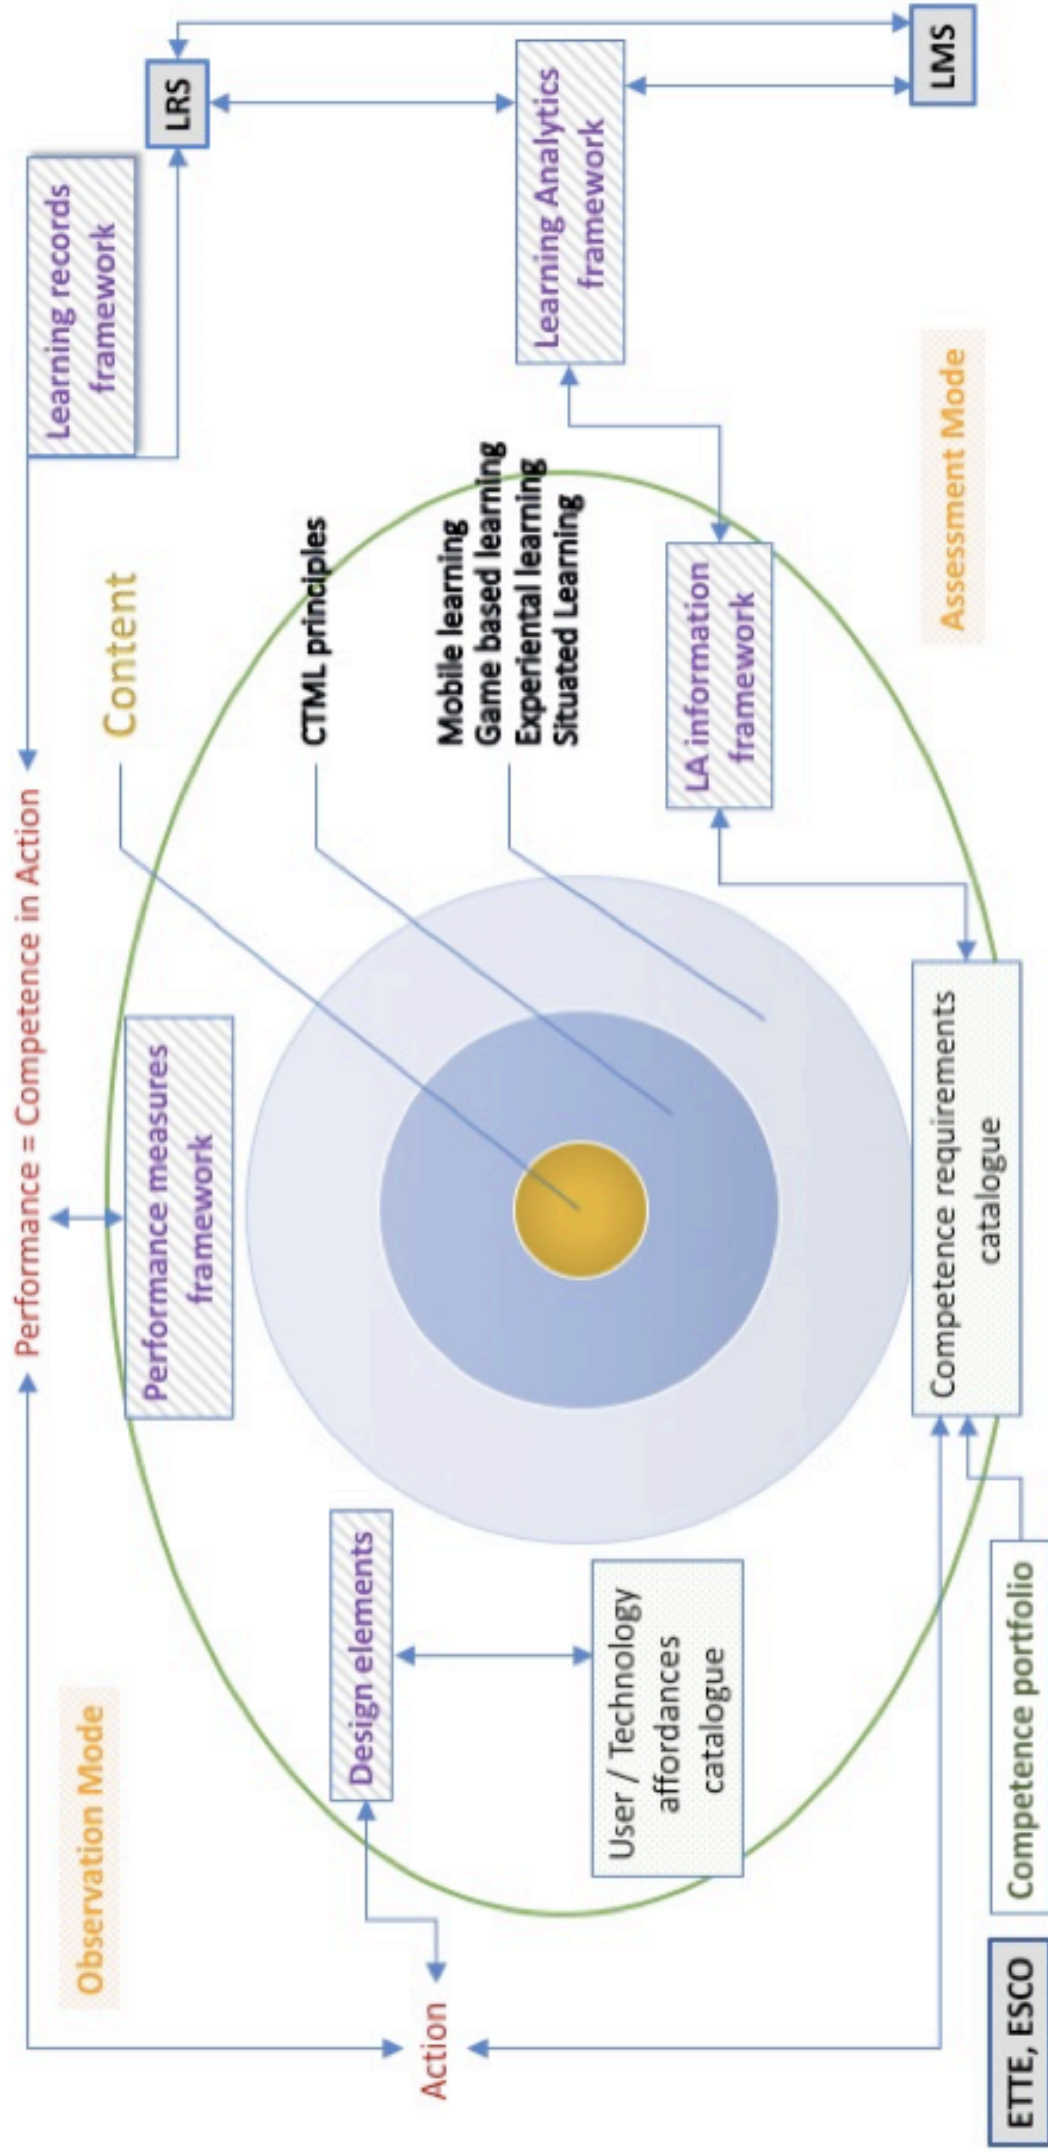 Performance = Competence in Action
Observation Mode
Content
Learning records
framework
LRS
Performance measures
framework
CTML principles
Design elements
Action
Mobile learning
Game based learning
Experiental learning
Situated Learning
Learning Analytics
framework
User / Technology
affordances
catalogue
LA information
framework
Competence requirements
catalogue
Assessment Mode
LMS
ETTE, ESCO
Competence portfolio